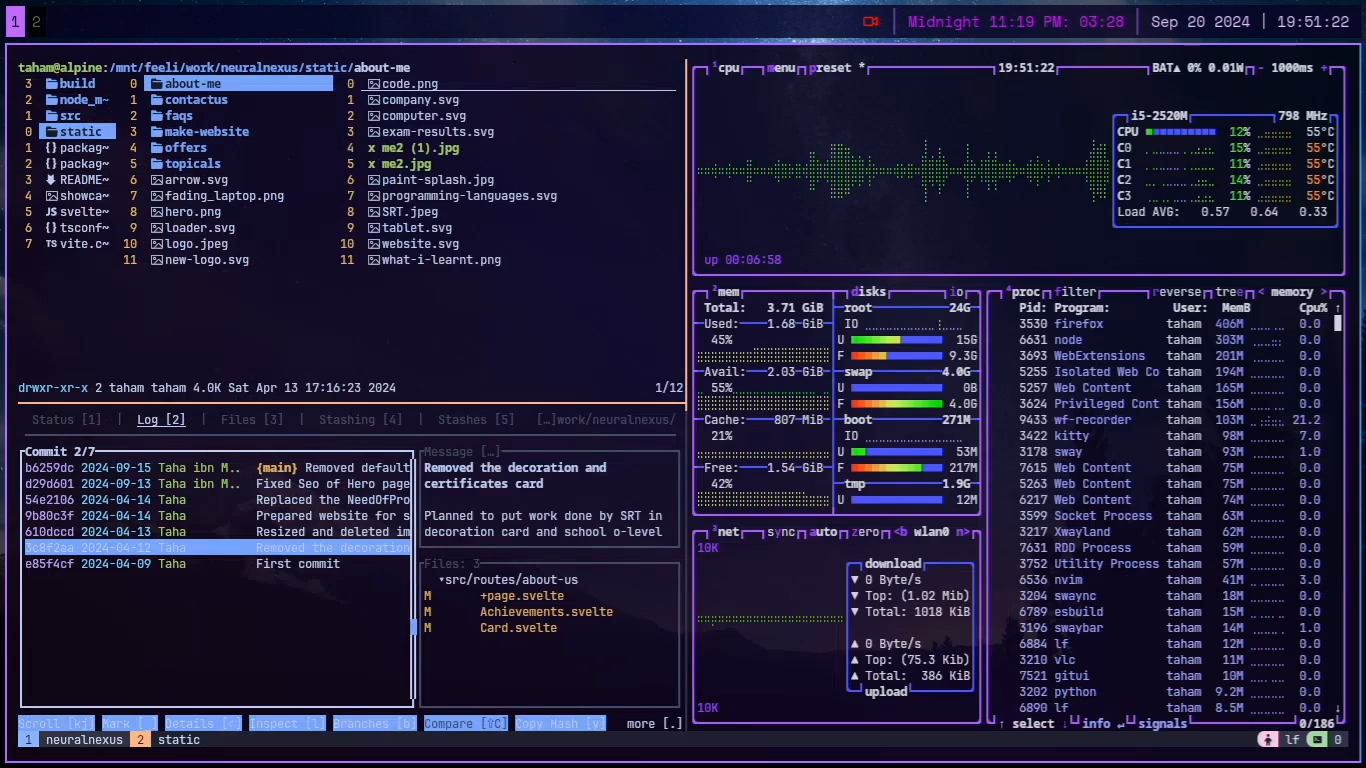 1 2 Midnight 11:19 PM: 03:28 | Sep 20 2024 | 19:51:22
taham@alpine:/mnt/feeli/work/neuralnexus/static/about-me
3 build 0 about-me code.png
2 node_m~ 1 contactus 1 company.svg
1 src 2 faqs 2 computer.svg
0 static 3 make-website 3 exam-results.svg
1 {} packag~ 4 offers 4 x me2 (1).jpg
2 {} packag~ 5 topicals 5 x me2.jpg
3 README~ 6 arrow.svg 6 paint-splash.jpg
4 showca~ 7 fading_laptop.png 7 programming-languages.svg
5 JS svelte~ 8 hero.png 8 SRT.jpeg
6 {} tsconf~ 9 loader.svg 9 tablet.svg
7 TS vite.c~ 10 logo.jpeg 10 website.svg
11 new-logo.svg 11 what-i-learnt.png
drwxr-xr-x 2 taham taham 4.0K Sat Apr 13 17:16:23 2024 1/12
Status [1] | Log [2] | Files [3] | Stashing [4] | Stashes [5] […]work/neuralnexus/
Commit 2/7
b6259dc 2024-09-15 Taha ibn M.. {main} Removed default
d29d601 2024-09-13 Taha ibn M.. Fixed Seo of Hero page
54e2106 2024-04-14 Taha Replaced the NeedOfPro
9b80c3f 2024-04-14 Taha Prepared website for s
610dccd 2024-04-13 Taha Resized and deleted im
3c8f2aa 2024-04-12 Taha Removed the decoration
e85f4cf 2024-04-09 Taha First commit
Message […]
Removed the decoration and
certificates card
Planned to put work done by SRT in
decoration card and school o-level
Files: 3
▾src/routes/about-us
M +page.svelte
M Achievements.svelte
M Card.svelte
Scroll [kj] Mark [ ] Details [⏎] Inspect [l] Branches [b] Compare [⇧C] Copy Hash [y] more [.]
1 neuralnexus 2 static
¹cpu menu preset * 19:51:22 BAT▲ 0% 0.01W - 1000ms +
i5-2520M 798 MHz
CPU 12% 55°C
C0 15% 55°C
C1 11% 55°C
C2 14% 55°C
C3 11% 55°C
Load AVG: 0.57 0.64 0.33
up 00:06:58
²mem
Total: 3.71 GiB
Used: 1.68 GiB
45%
Avail: 2.03 GiB
55%
Cache: 807 MiB
21%
Free: 1.54 GiB
42%
disks io
root 24G
IO
U 15G
F 9.3G
swap 4.0G
U 0B
F 4.0G
boot 271M
IO
U 53M
F 217M
tmp 1.9G
U 12M
³net sync auto zero <b wlan0 n>
10K
download
▼ 0 Byte/s
▼ Top: (1.02 Mib)
▼ Total: 1018 KiB
▲ 0 Byte/s
▲ Top: (75.3 Kib)
▲ Total: 386 KiB
upload
10K
⁴proc filter reverse tree < memory >
Pid: Program: User: MemB Cpu% ↑
3530 firefox taham 406M 0.0
6631 node taham 303M 0.0
3693 WebExtensions taham 201M 0.0
5255 Isolated Web Co taham 194M 0.0
5257 Web Content taham 165M 0.0
3624 Privileged Cont taham 156M 0.0
9433 wf-recorder taham 103M 21.2
3422 kitty taham 98M 7.0
3178 sway taham 93M 1.0
7615 Web Content taham 75M 0.0
5263 Web Content taham 75M 0.0
6217 Web Content taham 74M 0.0
3599 Socket Process taham 63M 0.0
3217 Xwayland taham 62M 0.0
7631 RDD Process taham 59M 0.0
3752 Utility Process taham 57M 0.0
6536 nvim taham 41M 3.0
3204 swaync taham 18M 0.0
6789 esbuild taham 15M 0.0
3196 swaybar taham 14M 1.0
6884 lf taham 12M 0.0
3210 vlc taham 11M 0.0
7521 gitui taham 10M 0.0
3202 python taham 9.2M 0.0
6890 lf taham 8.5M 0.0 ↓
↑ select ↓ info ↵ signals 0/186
lf 0